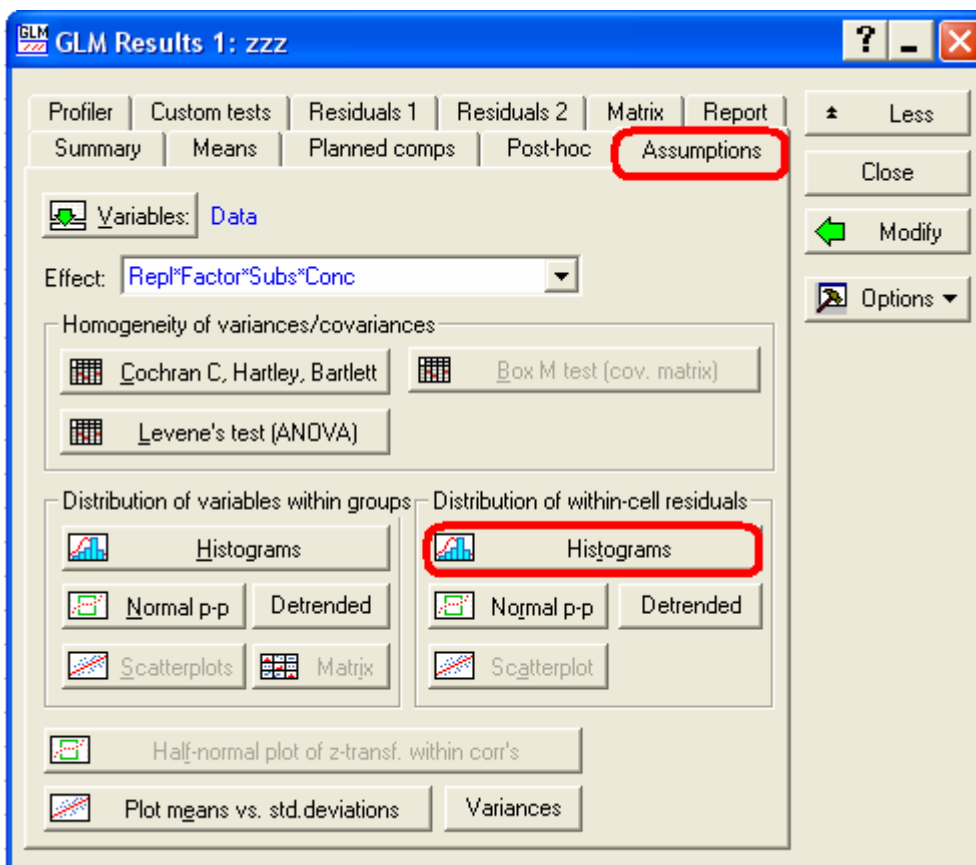 GLM
GLM Results 1: zzz
?
Profiler Custom tests Residuals 1 Residuals 2 Matrix Report
Summary Means Planned comps Post-hoc Assumptions
Less
Close
Modify
Options
Variables: Data
Effect: Repl*Factor*Subs*Conc
Homogeneity of variances/covariances
Cochran C, Hartley, Bartlett
Box M test (cov. matrix)
Levene's test (ANOVA)
Distribution of variables within groups
Histograms
Normal p-p Detrended
Scatterplots Matrix
Distribution of within-cell residuals
Histograms
Normal p-p Detrended
Scatterplot
Half-normal plot of z-transf. within corr's
Plot means vs. std.deviations Variances